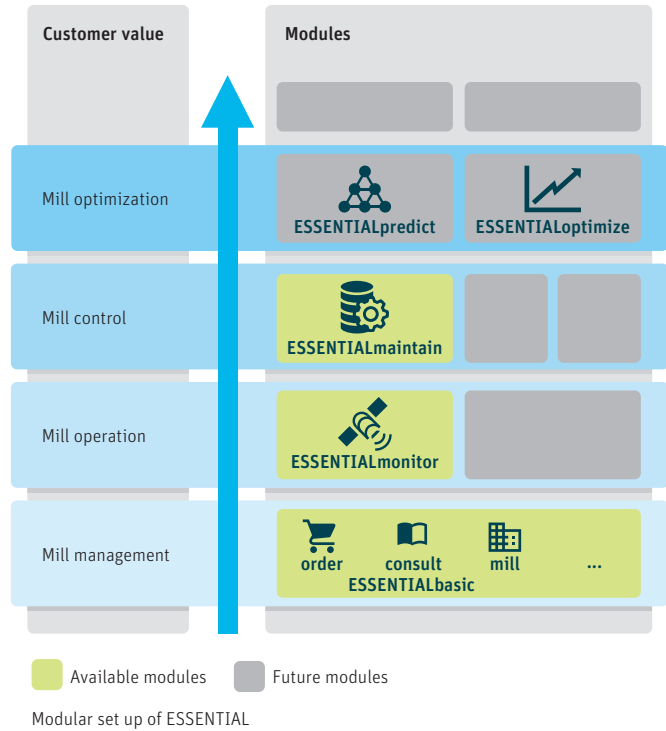 Customer value
Modules
Mill optimization
ESSENTIALpredict
ESSENTIALoptimize
Mill control
ESSENTIALmaintain
Mill operation
ESSENTIALmonitor
Mill management
order consult mill ...
ESSENTIALbasic
Available modules
Future modules
Modular set up of ESSENTIAL